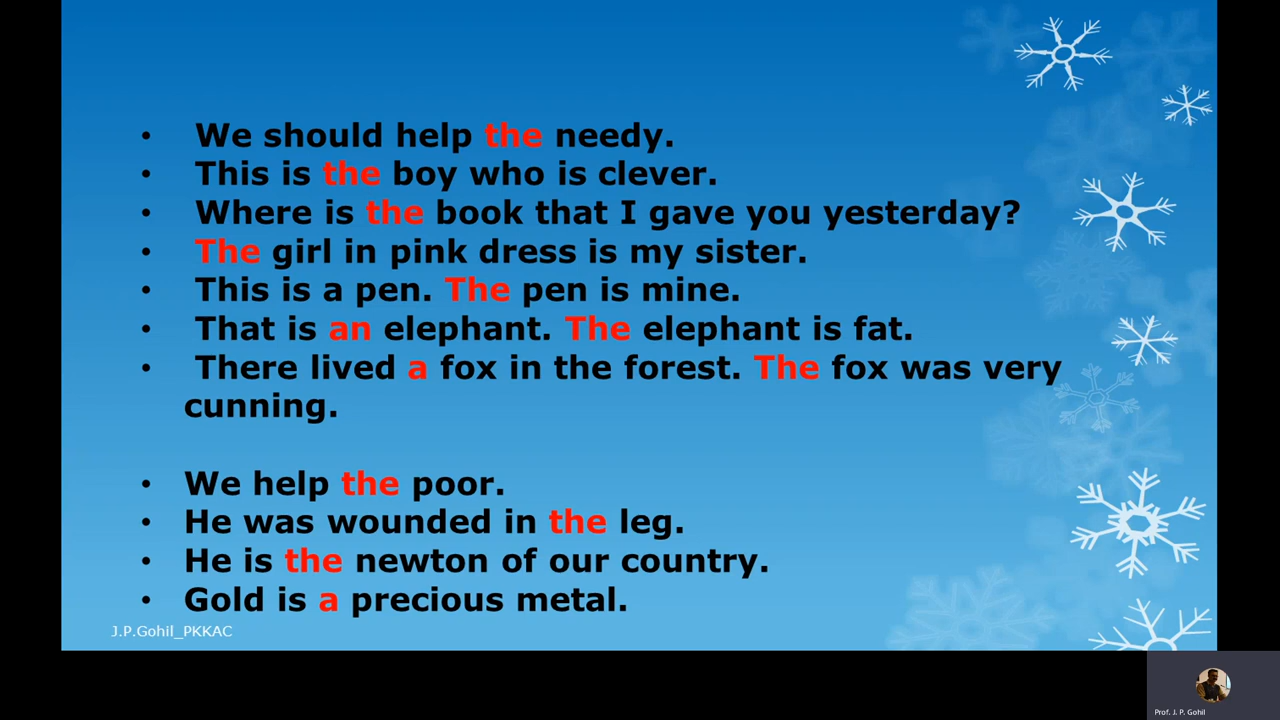 • We should help the needy.
• This is the boy who is clever.
• Where is the book that I gave you yesterday?
• The girl in pink dress is my sister.
• This is a pen. The pen is mine.
• That is an elephant. The elephant is fat.
• There lived a fox in the forest. The fox was very
cunning.
• We help the poor.
• He was wounded in the leg.
• He is the newton of our country.
• Gold is a precious metal.
J.P.Gohil_PKKAC
Prof. J. P. Gohil